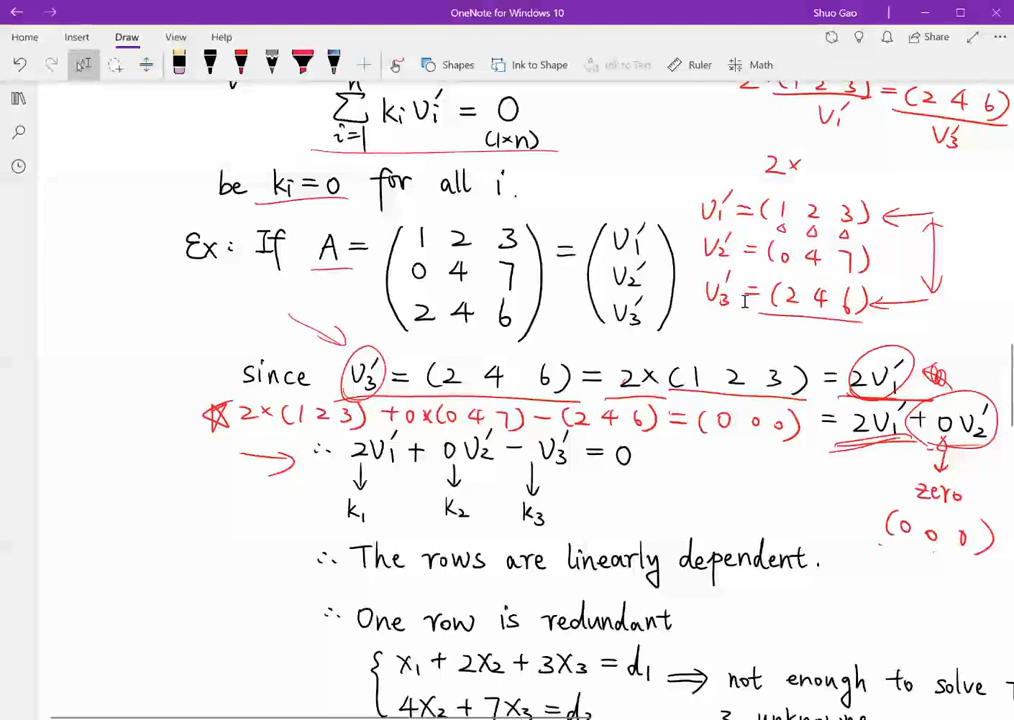 OneNote for Windows 10
Shuo Gao
Home Insert Draw View Help
Share
Shapes Ink to Shape Ink to Text Ruler Math
n
Σ ki vi' = 0
i=1 (1×n)
2 · (1 2 3) = (2 4 6)
v1' v3'
be ki = 0 for all i.
2×
v1' = (1 2 3)
v2' = (0 4 7)
v3' = (2 4 6)
Ex: If A = (1 2 3 = (v1'
0 4 7 v2'
2 4 6) v3')
since v3' = (2 4 6) = 2×(1 2 3) = 2v1'
2×(1 2 3) + 0×(0 4 7) − (2 4 6) = (0 0 0) = 2v1' + 0v2'
∴ 2v1' + 0v2' − v3' = 0
k1 k2 k3
zero
(0 0 0)
∴ The rows are linearly dependent.
∴ One row is redundant
{ x1 + 2x2 + 3x3 = d1 ⟹ not enough to solve
4x2 + 7x3 = d2 3 unknown